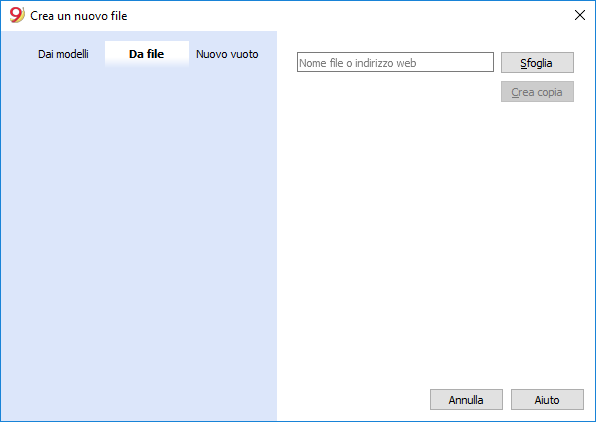 Crea un nuovo file
Dai modelli Da file Nuovo vuoto
Nome file o indirizzo web Sfoglia
Crea copia
Annulla Aiuto